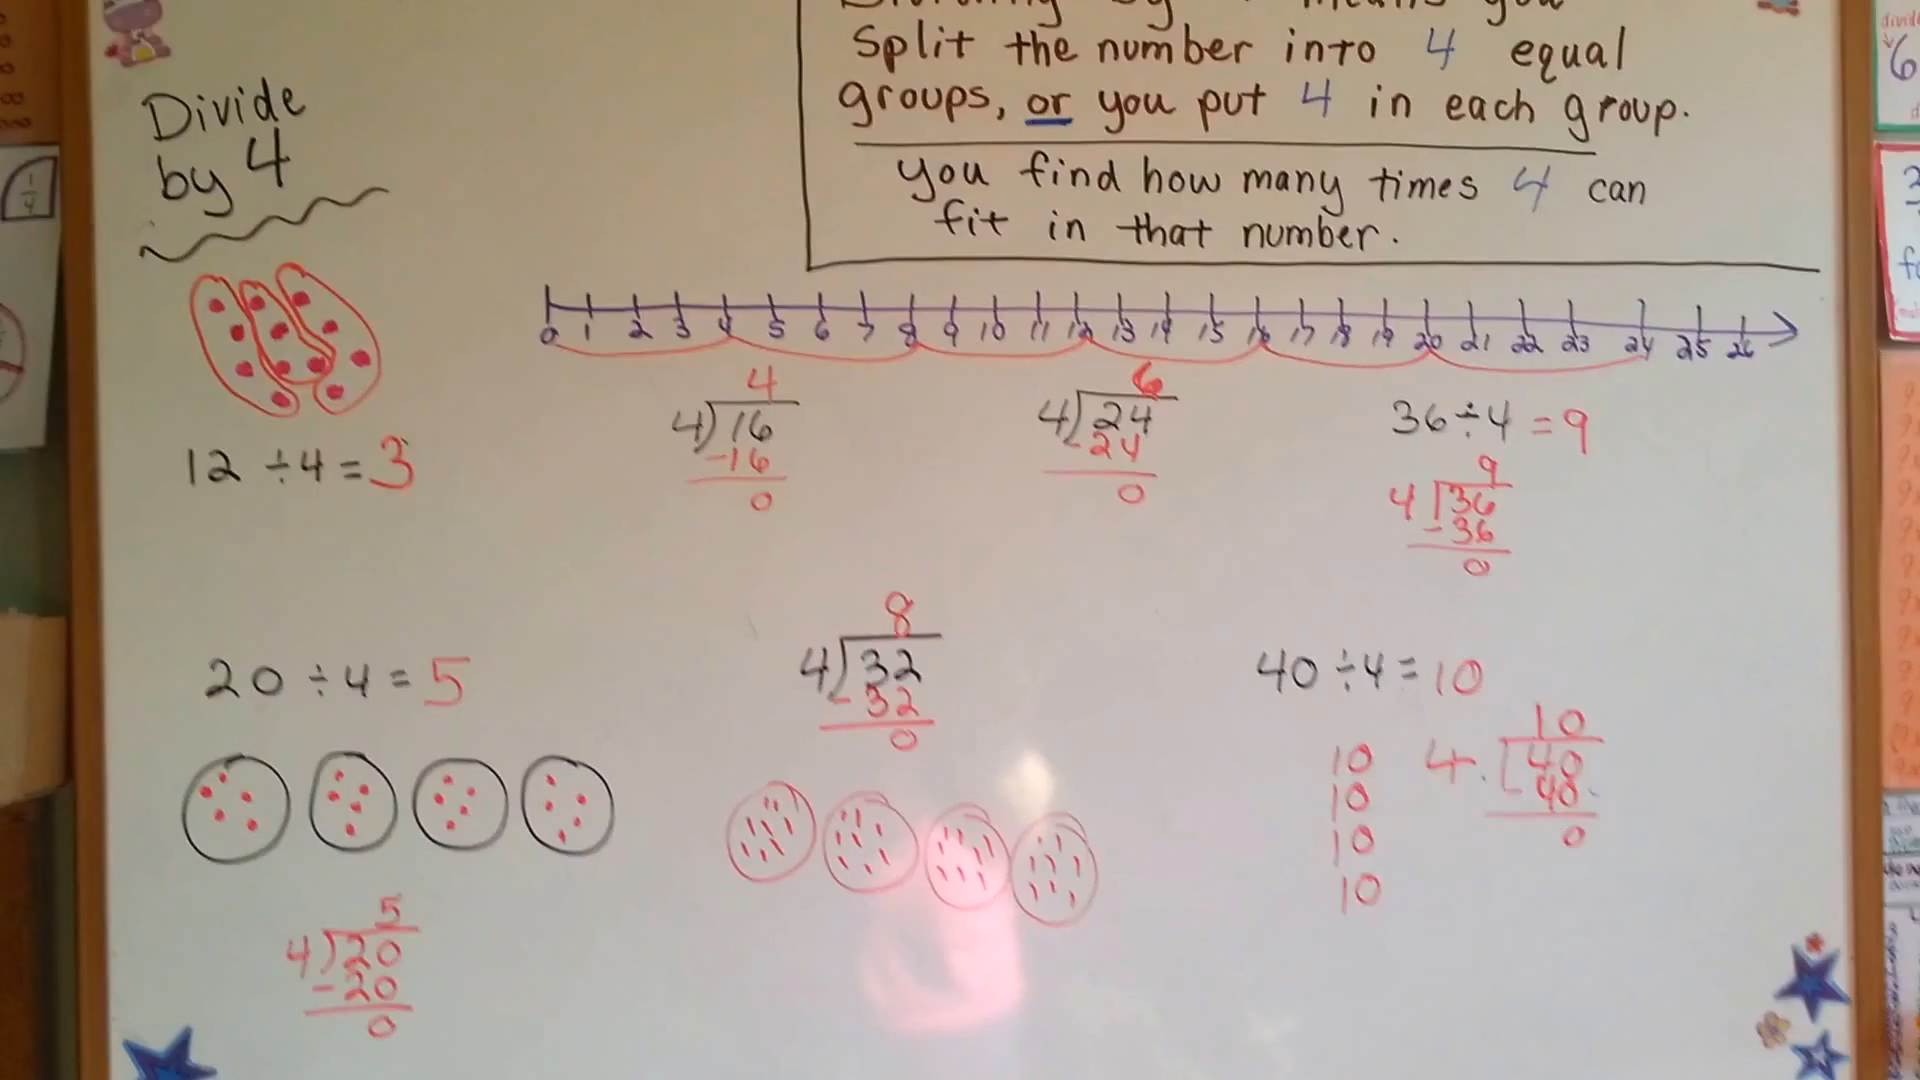 means you
Split the number into 4 equal
groups, or you put 4 in each group.
you find how many times 4 can
fit in that number.
Divide
by 4
0 1 2 3 4 5 6 7 8 9 10 11 12 13 14 15 16 17 18 19 20 21 22 23 24 25 26
12 ÷ 4 = 3
4
4)16
-16
0
6
4)24
-24
0
36 ÷ 4 = 9
9
4)36
-36
0
20 ÷ 4 = 5
5
4)20
-20
0
8
4)32
-32
0
40 ÷ 4 = 10
10
10
10
10
10
4)40
-40
0
1/4
6